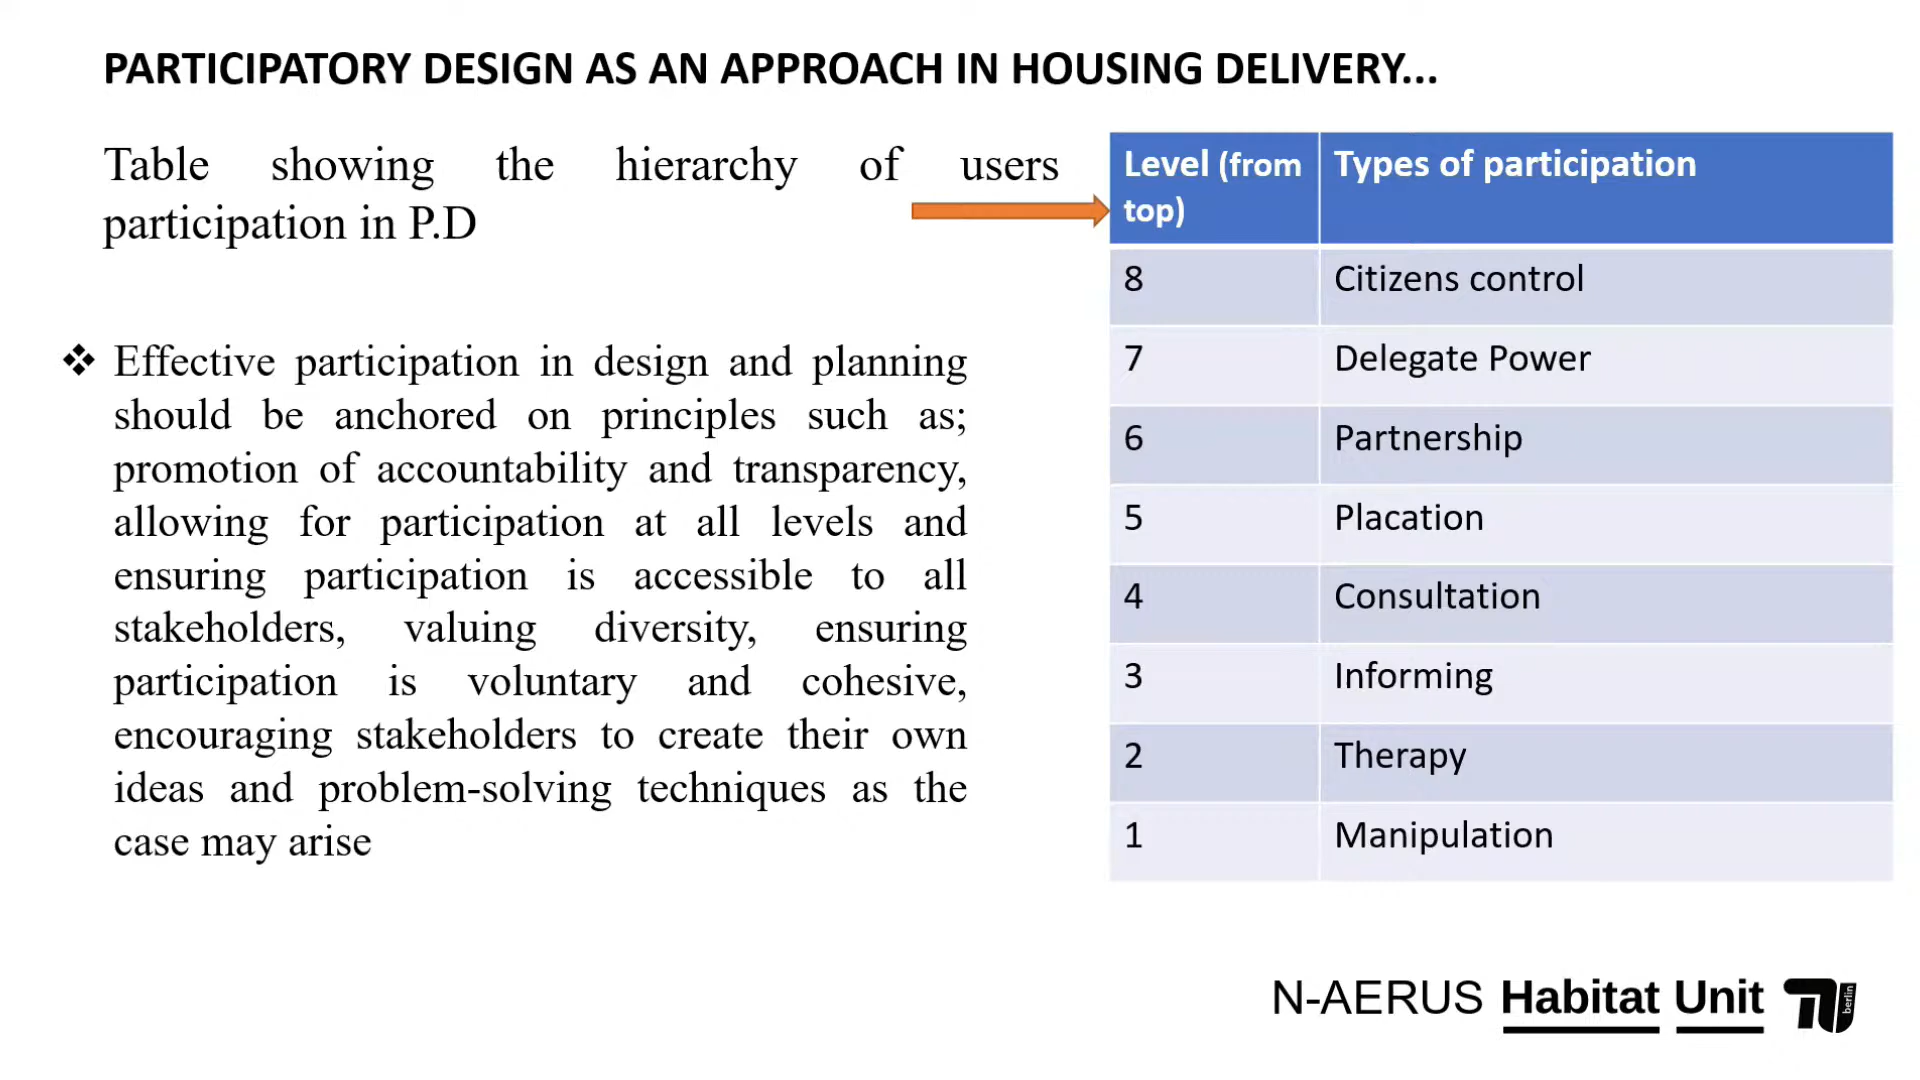 PARTICIPATORY DESIGN AS AN APPROACH IN HOUSING DELIVERY...
Table showing the hierarchy of users
participation in P.D
❖ Effective participation in design and planning
should be anchored on principles such as;
promotion of accountability and transparency,
allowing for participation at all levels and
ensuring participation is accessible to all
stakeholders, valuing diversity, ensuring
participation is voluntary and cohesive,
encouraging stakeholders to create their own
ideas and problem-solving techniques as the
case may arise
Level (from
top)
Types of participation
8 Citizens control
7 Delegate Power
6 Partnership
5 Placation
4 Consultation
3 Informing
2 Therapy
1 Manipulation
N-AERUS Habitat Unit
TU berlin